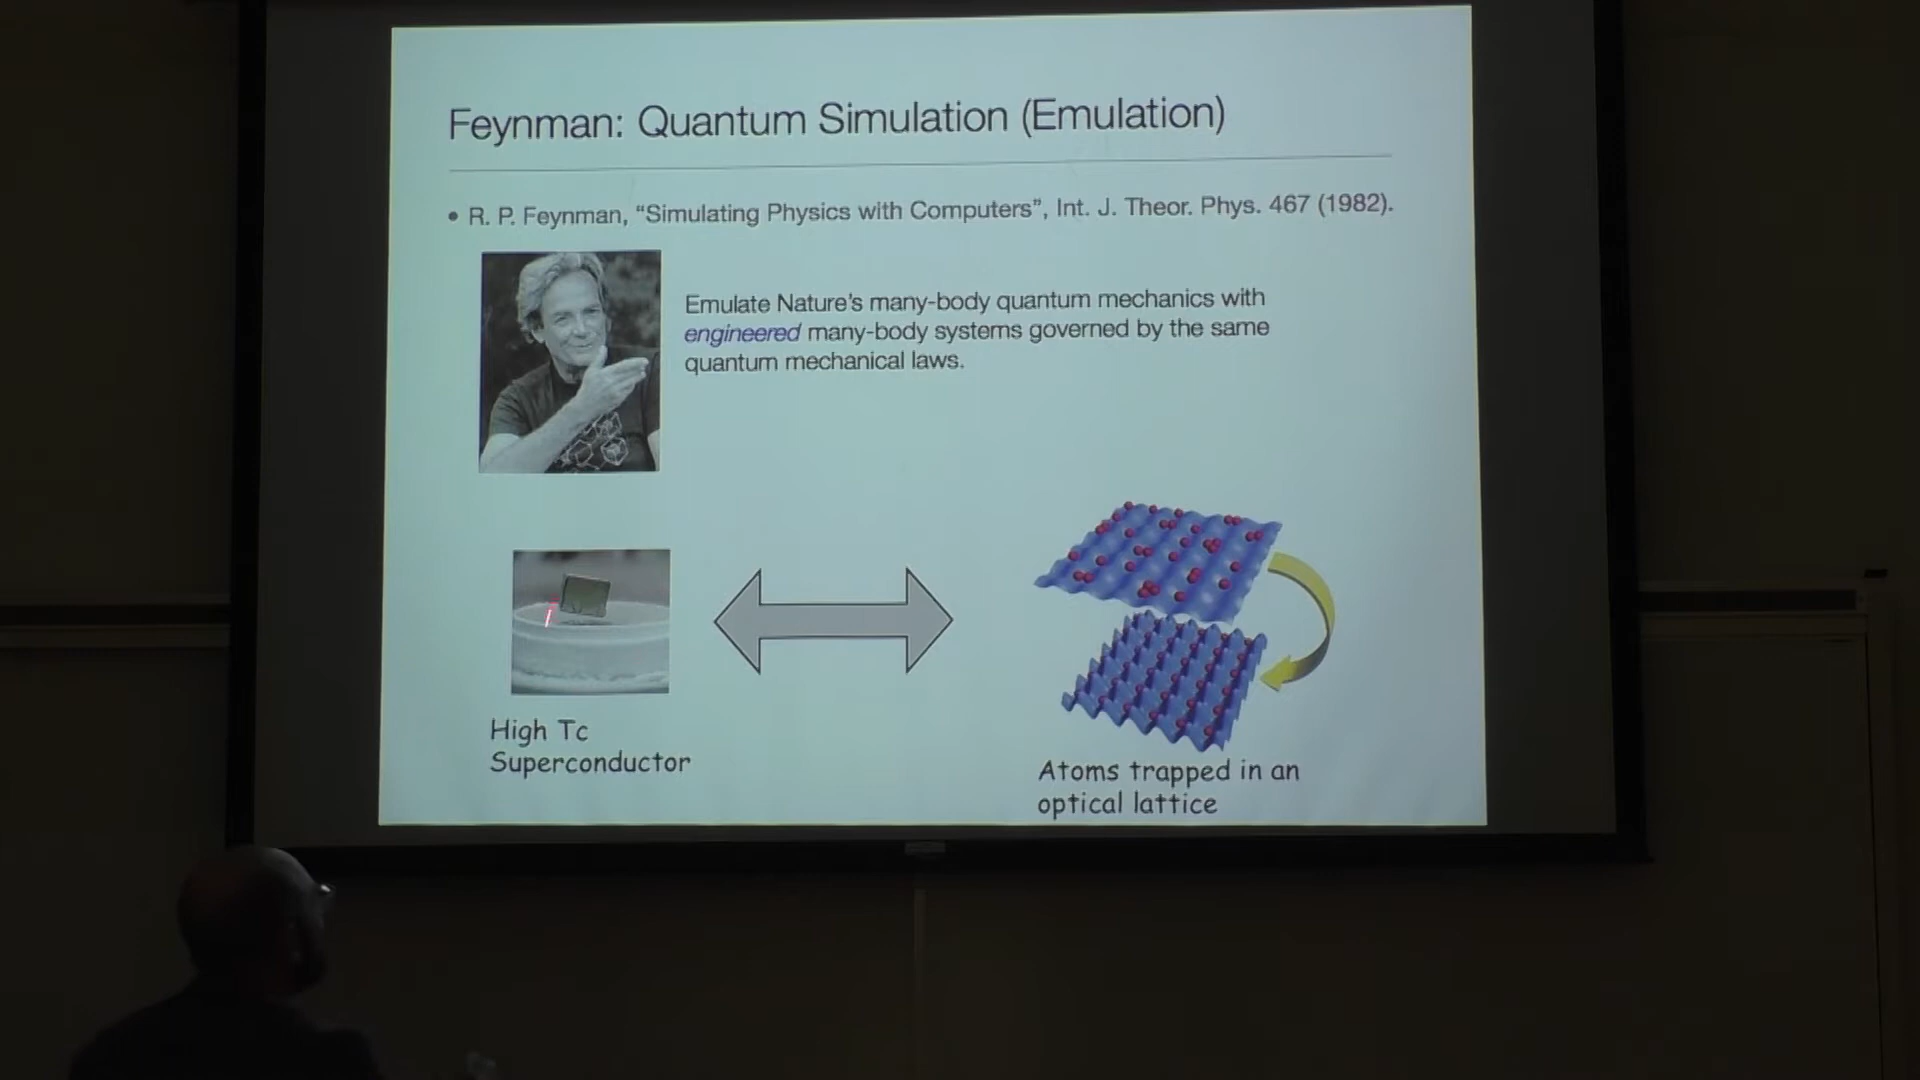 Feynman: Quantum Simulation (Emulation)
• R. P. Feynman, “Simulating Physics with Computers”, Int. J. Theor. Phys. 467 (1982).
Emulate Nature’s many-body quantum mechanics with
engineered many-body systems governed by the same
quantum mechanical laws.
High Tc
Superconductor
Atoms trapped in an
optical lattice